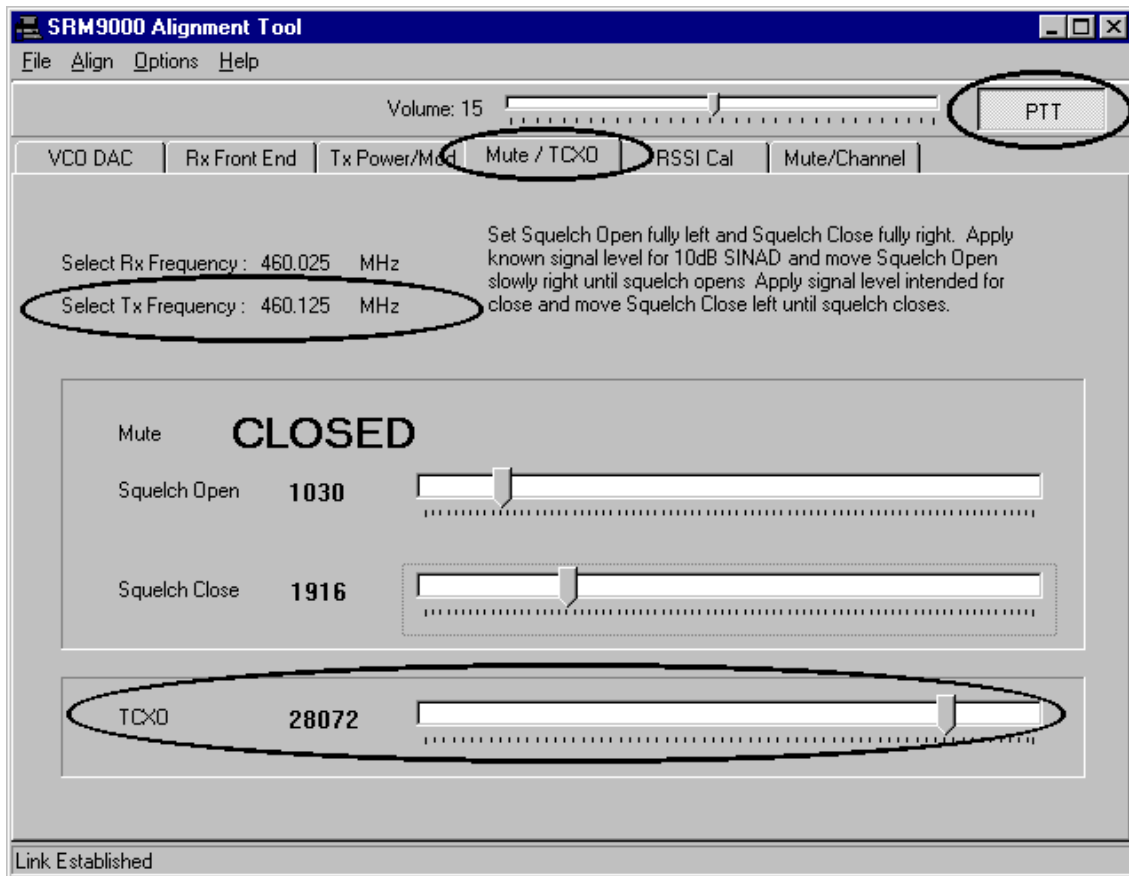 SRM9000 Alignment Tool
File Align Options Help
Volume: 15
PTT
VCO DAC Rx Front End Tx Power/Mod Mute / TCXO RSSI Cal Mute/Channel
Select Rx Frequency : 460.025 MHz
Select Tx Frequency : 460.125 MHz
Set Squelch Open fully left and Squelch Close fully right. Apply
known signal level for 10dB SINAD and move Squelch Open
slowly right until squelch opens Apply signal level intended for
close and move Squelch Close left until squelch closes.
Mute CLOSED
Squelch Open 1030
Squelch Close 1916
TCXO 28072
Link Established